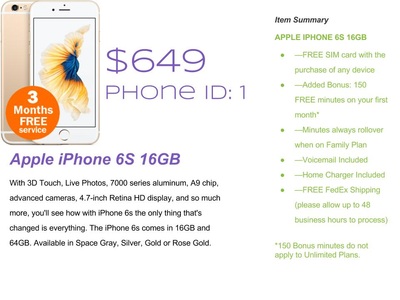 3
Months
FREE
service
$649
PHONE ID: 1
Apple iPhone 6S 16GB
With 3D Touch, Live Photos, 7000 series aluminum, A9 chip,
advanced cameras, 4.7-inch Retina HD display, and so much
more, you'll see how with iPhone 6s the only thing that's
changed is everything. The iPhone 6s comes in 16GB and
64GB. Available in Space Gray, Silver, Gold or Rose Gold.
Item Summary
APPLE IPHONE 6S 16GB
● —FREE SIM card with the
purchase of any device
● —Added Bonus: 150
FREE minutes on your first
month*
● —Minutes always rollover
when on Family Plan
● —Voicemail Included
● —Home Charger Included
● —FREE FedEx Shipping
(please allow up to 48
business hours to process)
*150 Bonus minutes do not
apply to Unlimited Plans.